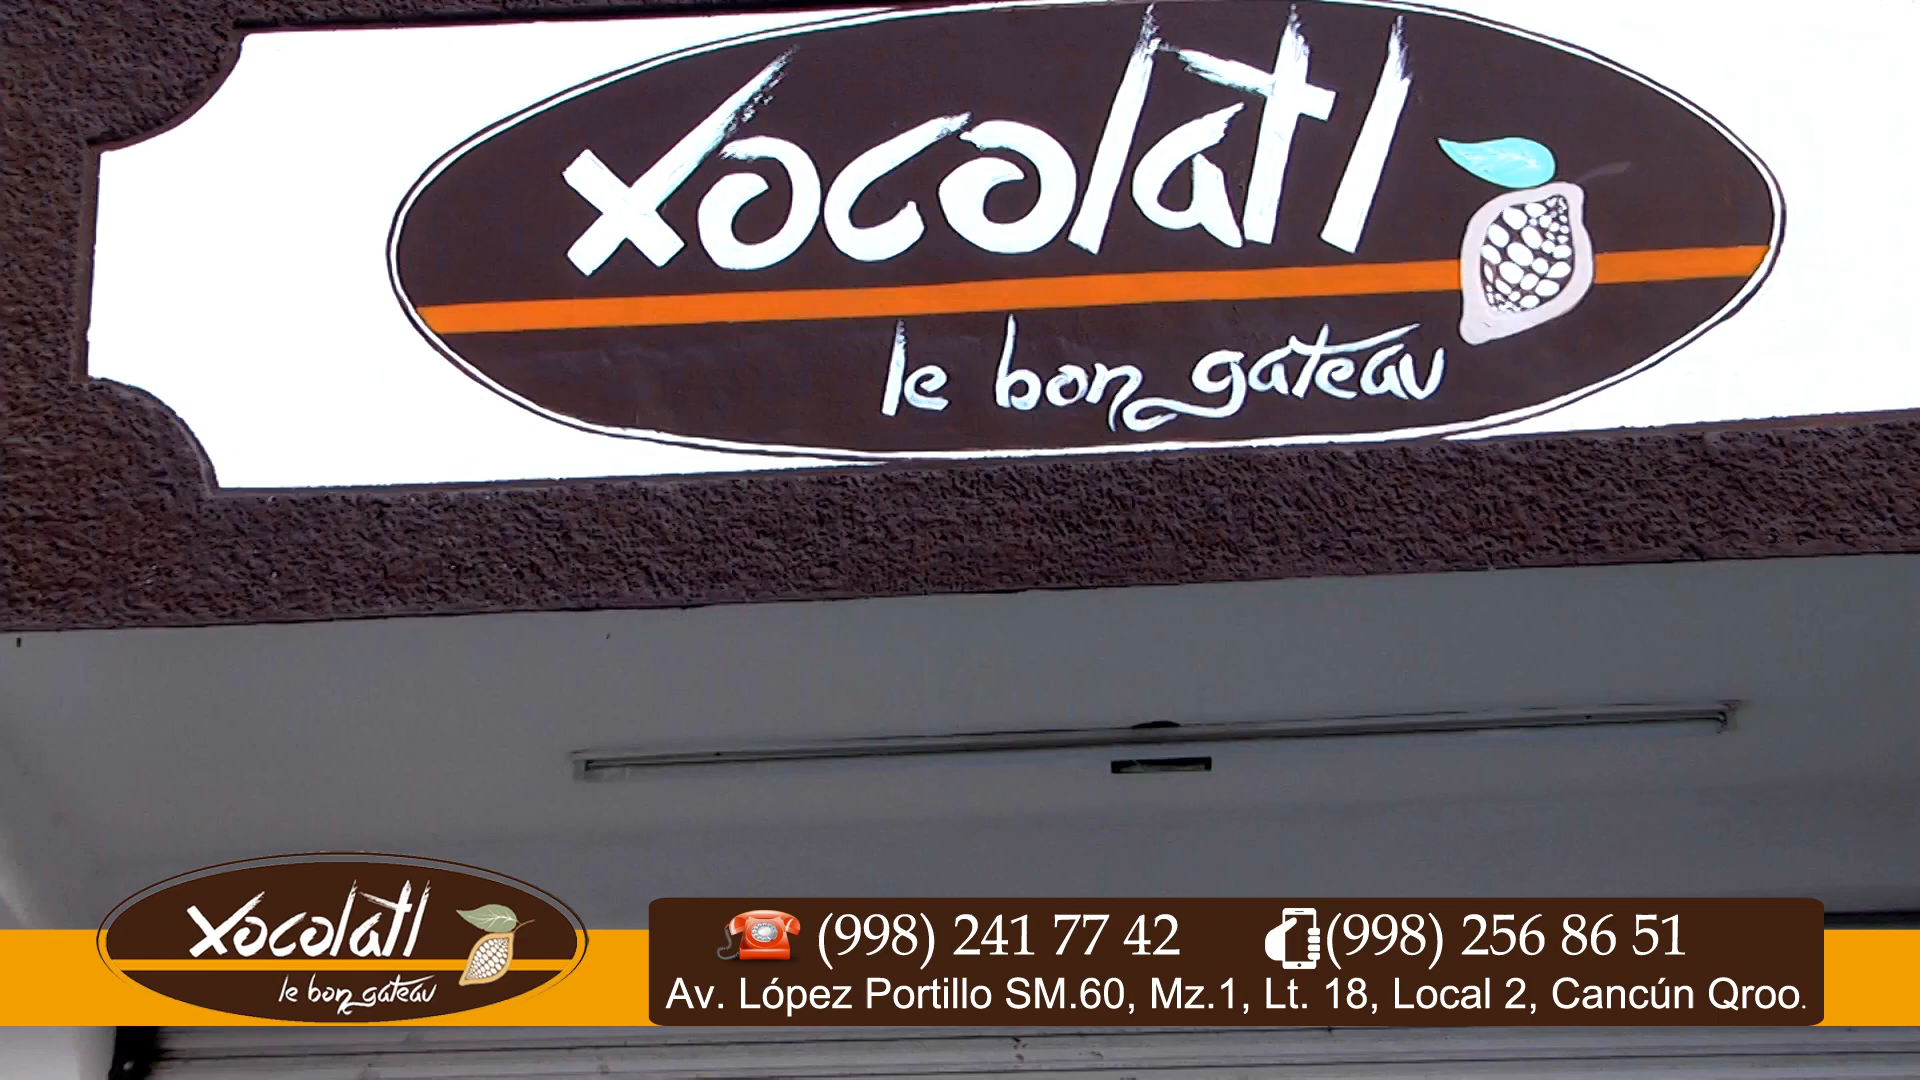 xocolatl
le bon gateau
xocolatl
le bon gateau
(998) 241 77 42
(998) 256 86 51
Av. López Portillo SM.60, Mz.1, Lt. 18, Local 2, Cancún Qroo.